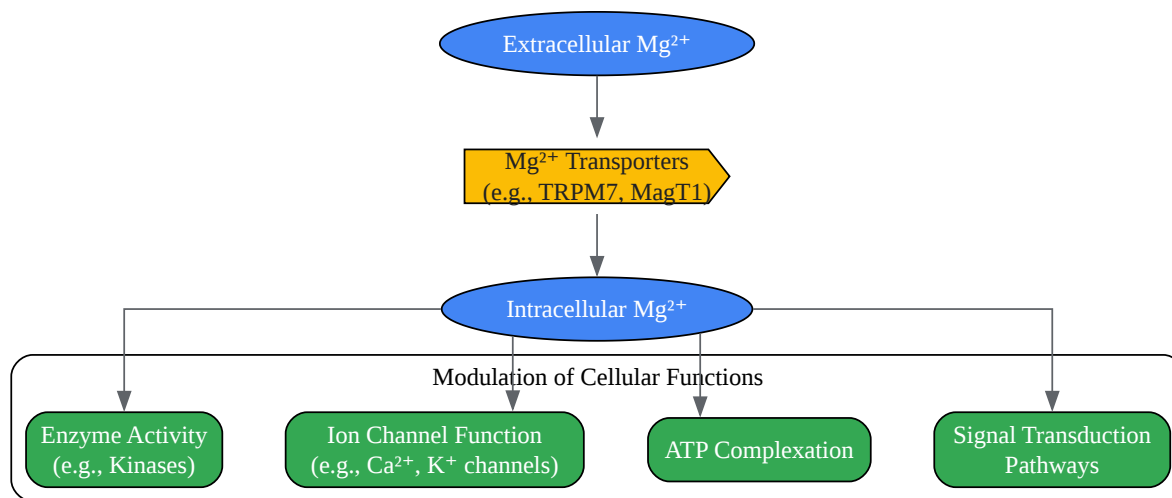 Extracellular Mg²⁺
Mg²⁺ Transporters
(e.g., TRPM7, MagT1)
Intracellular Mg²⁺
Modulation of Cellular Functions
Enzyme Activity
(e.g., Kinases)
Ion Channel Function
(e.g., Ca²⁺, K⁺ channels)
ATP Complexation
Signal Transduction
Pathways